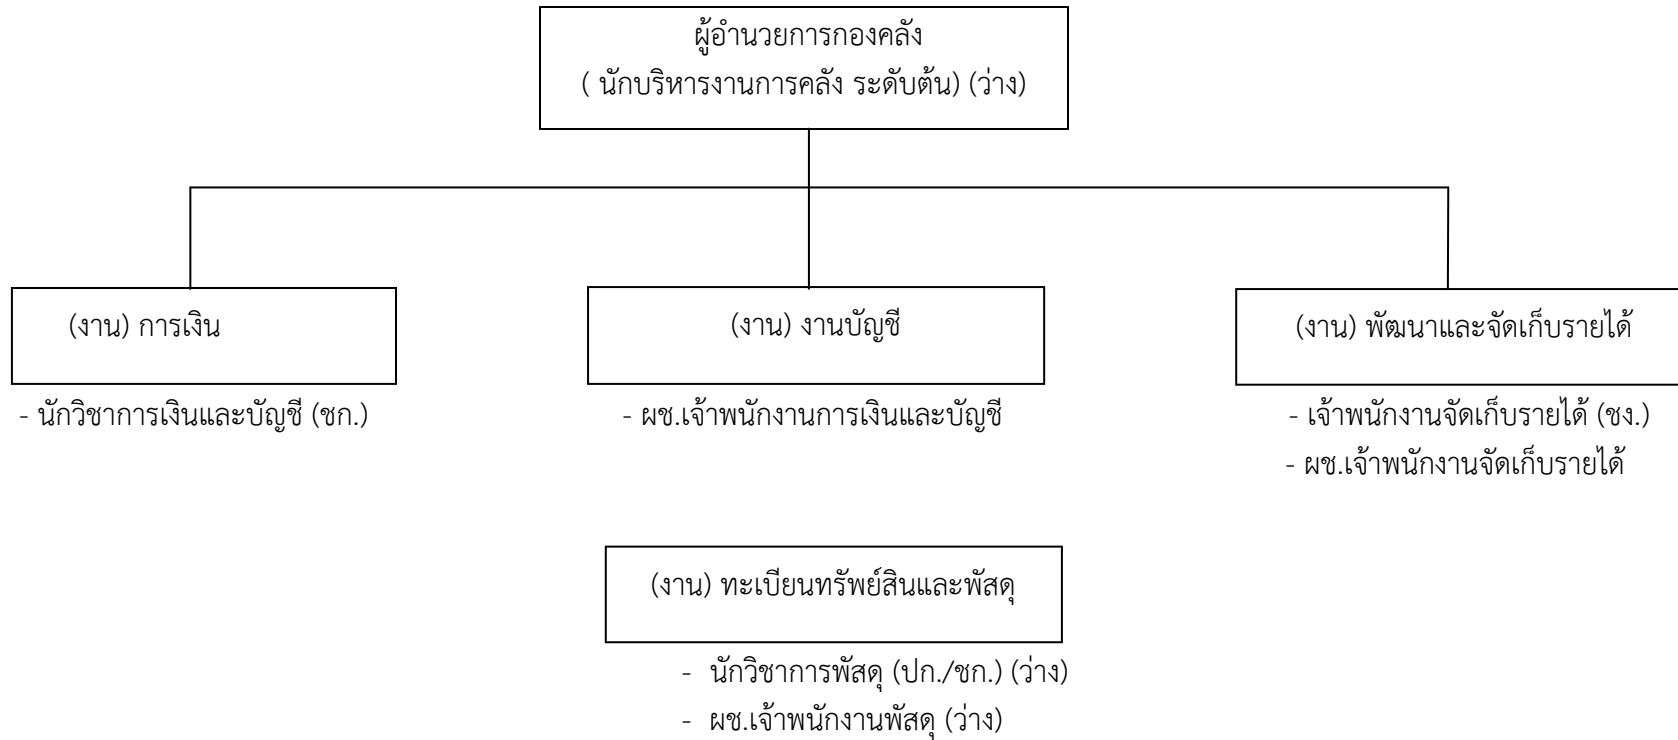 ผู้อำนวยการกองคลัง
( นักบริหารงานการคลัง ระดับต้น) (ว่าง)
(งาน) การเงิน
- นักวิชาการเงินและบัญชี (ชก.)
(งาน) งานบัญชี
- ผช.เจ้าพนักงานการเงินและบัญชี
(งาน) พัฒนาและจัดเก็บรายได้
- เจ้าพนักงานจัดเก็บรายได้ (ชง.)
- ผช.เจ้าพนักงานจัดเก็บรายได้
(งาน) ทะเบียนทรัพย์สินและพัสดุ
- นักวิชาการพัสดุ (ปก./ชก.) (ว่าง)
- ผช.เจ้าพนักงานพัสดุ (ว่าง)